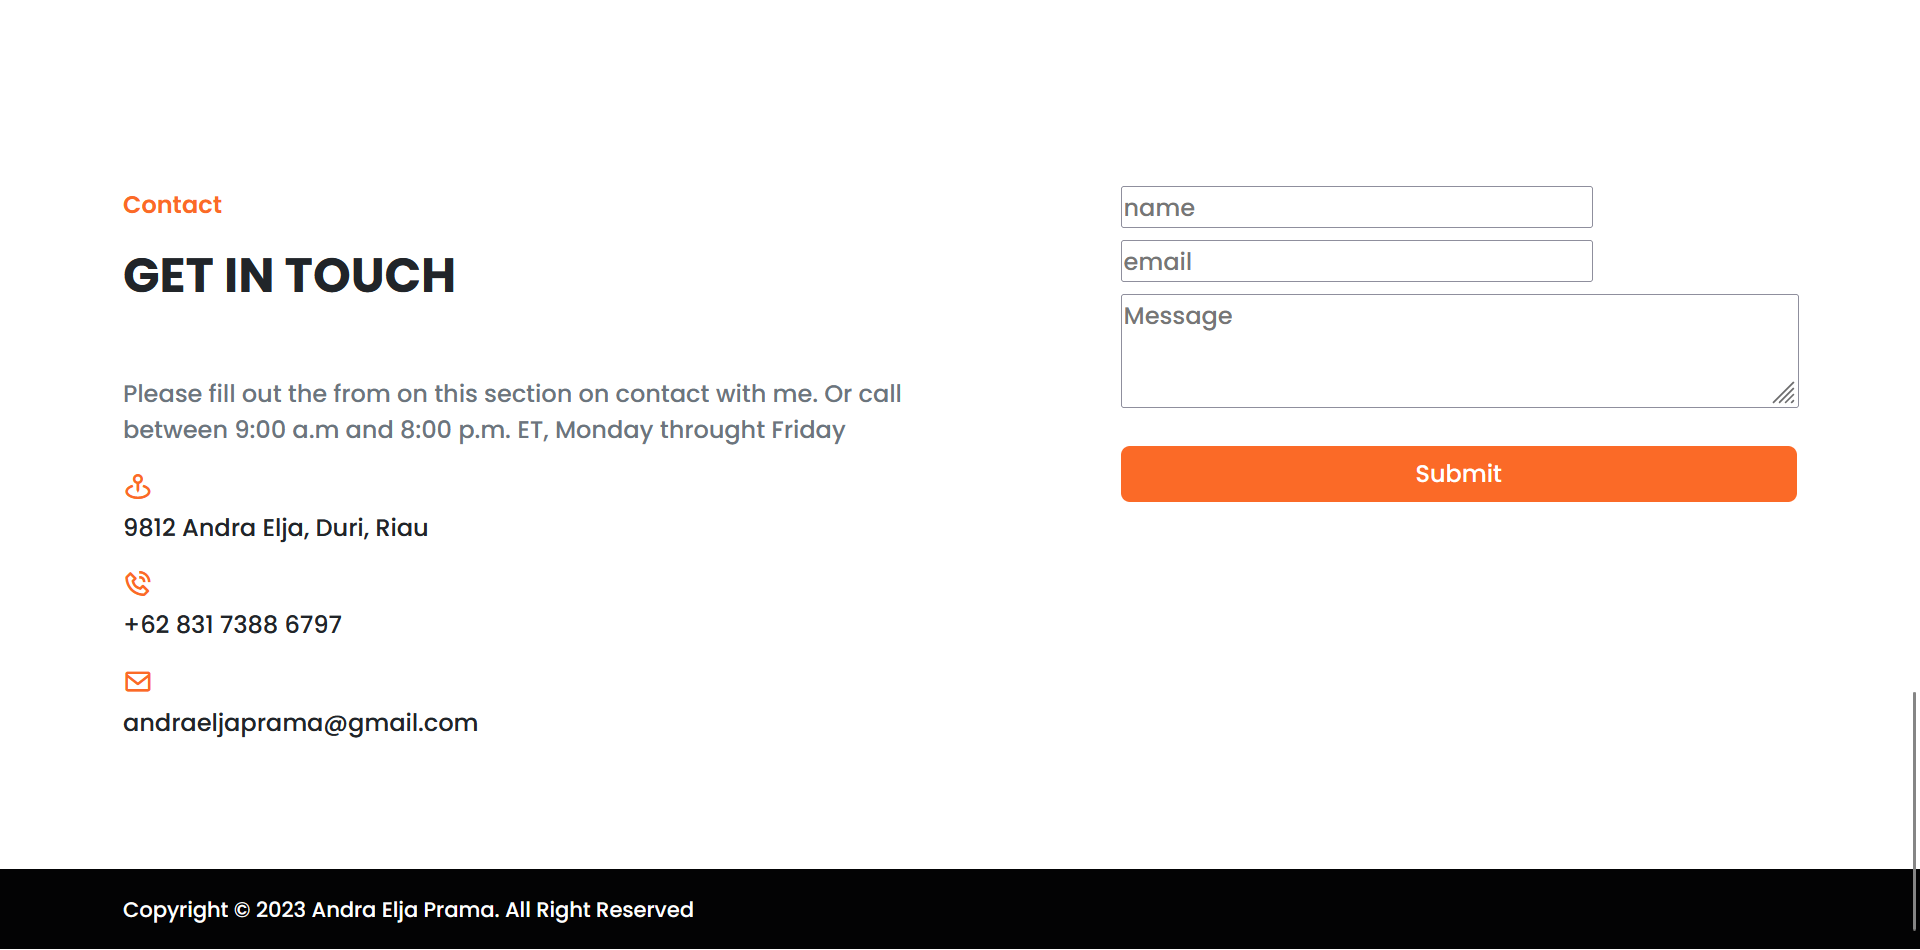 Contact
GET IN TOUCH
Please fill out the from on this section on contact with me. Or call
between 9:00 a.m and 8:00 p.m. ET, Monday throught Friday
9812 Andra Elja, Duri, Riau
+62 831 7388 6797
andraeljaprama@gmail.com
name
email
Message
Submit
Copyright © 2023 Andra Elja Prama. All Right Reserved